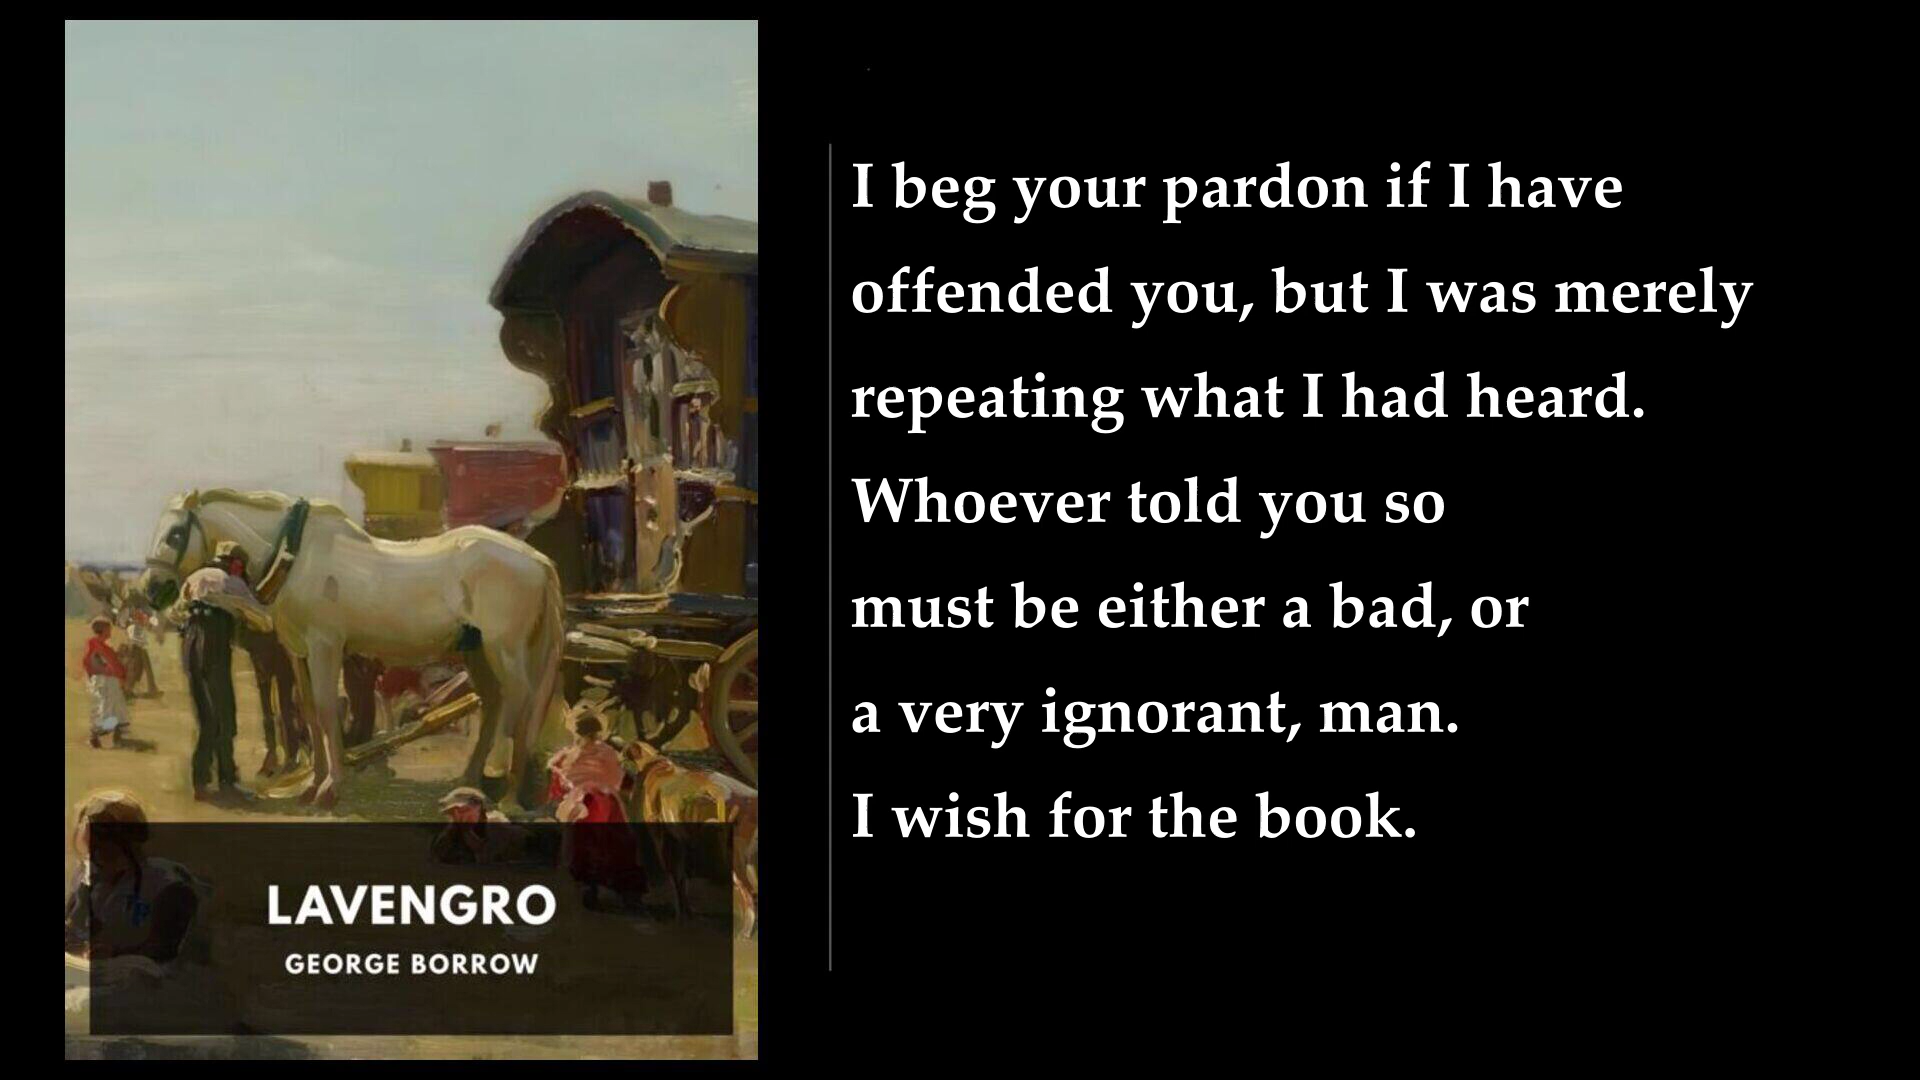 I beg your pardon if I have
offended you, but I was merely
repeating what I had heard.
Whoever told you so
must be either a bad, or
a very ignorant, man.
I wish for the book.
LAVENGRO
GEORGE BORROW